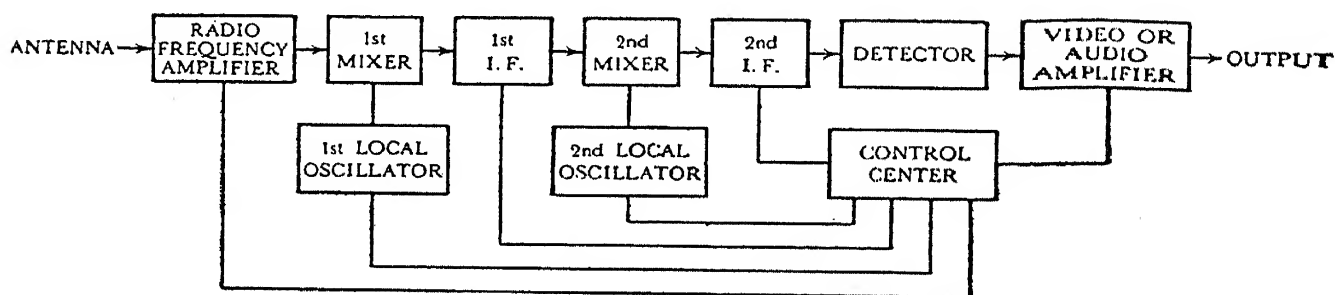 ANTENNA
RADIO
FREQUENCY
AMPLIFIER
1st
MIXER
1st
I. F.
2nd
MIXER
2nd
I. F.
DETECTOR
VIDEO OR
AUDIO
AMPLIFIER
OUTPUT
1st LOCAL
OSCILLATOR
2nd LOCAL
OSCILLATOR
CONTROL
CENTER